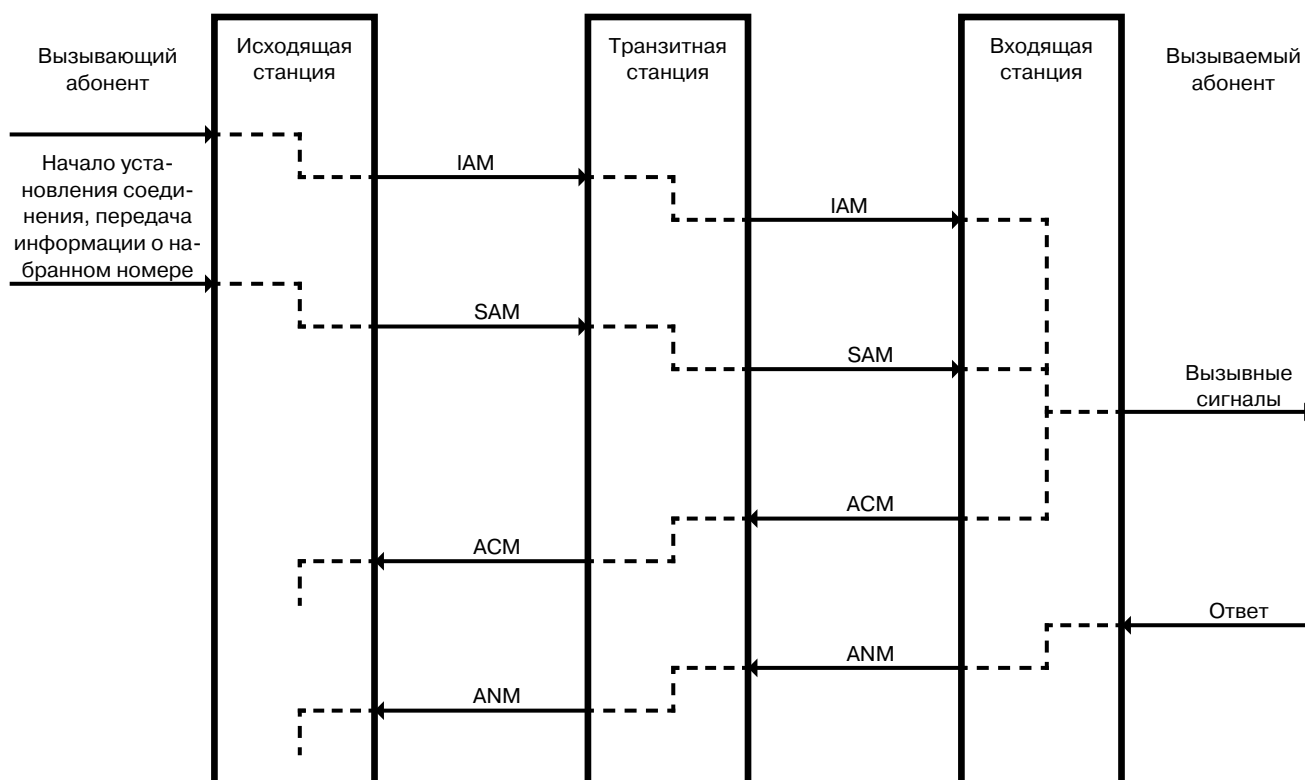 Вызывающий
абонент
Исходящая
станция
Транзитная
станция
Входящая
станция
Вызываемый
абонент
Начало уста-
новления соеди-
нения, передача
информации о на-
бранном номере
IAM
IAM
SAM
SAM
Вызывные
сигналы
ACM
ACM
Ответ
ANM
ANM